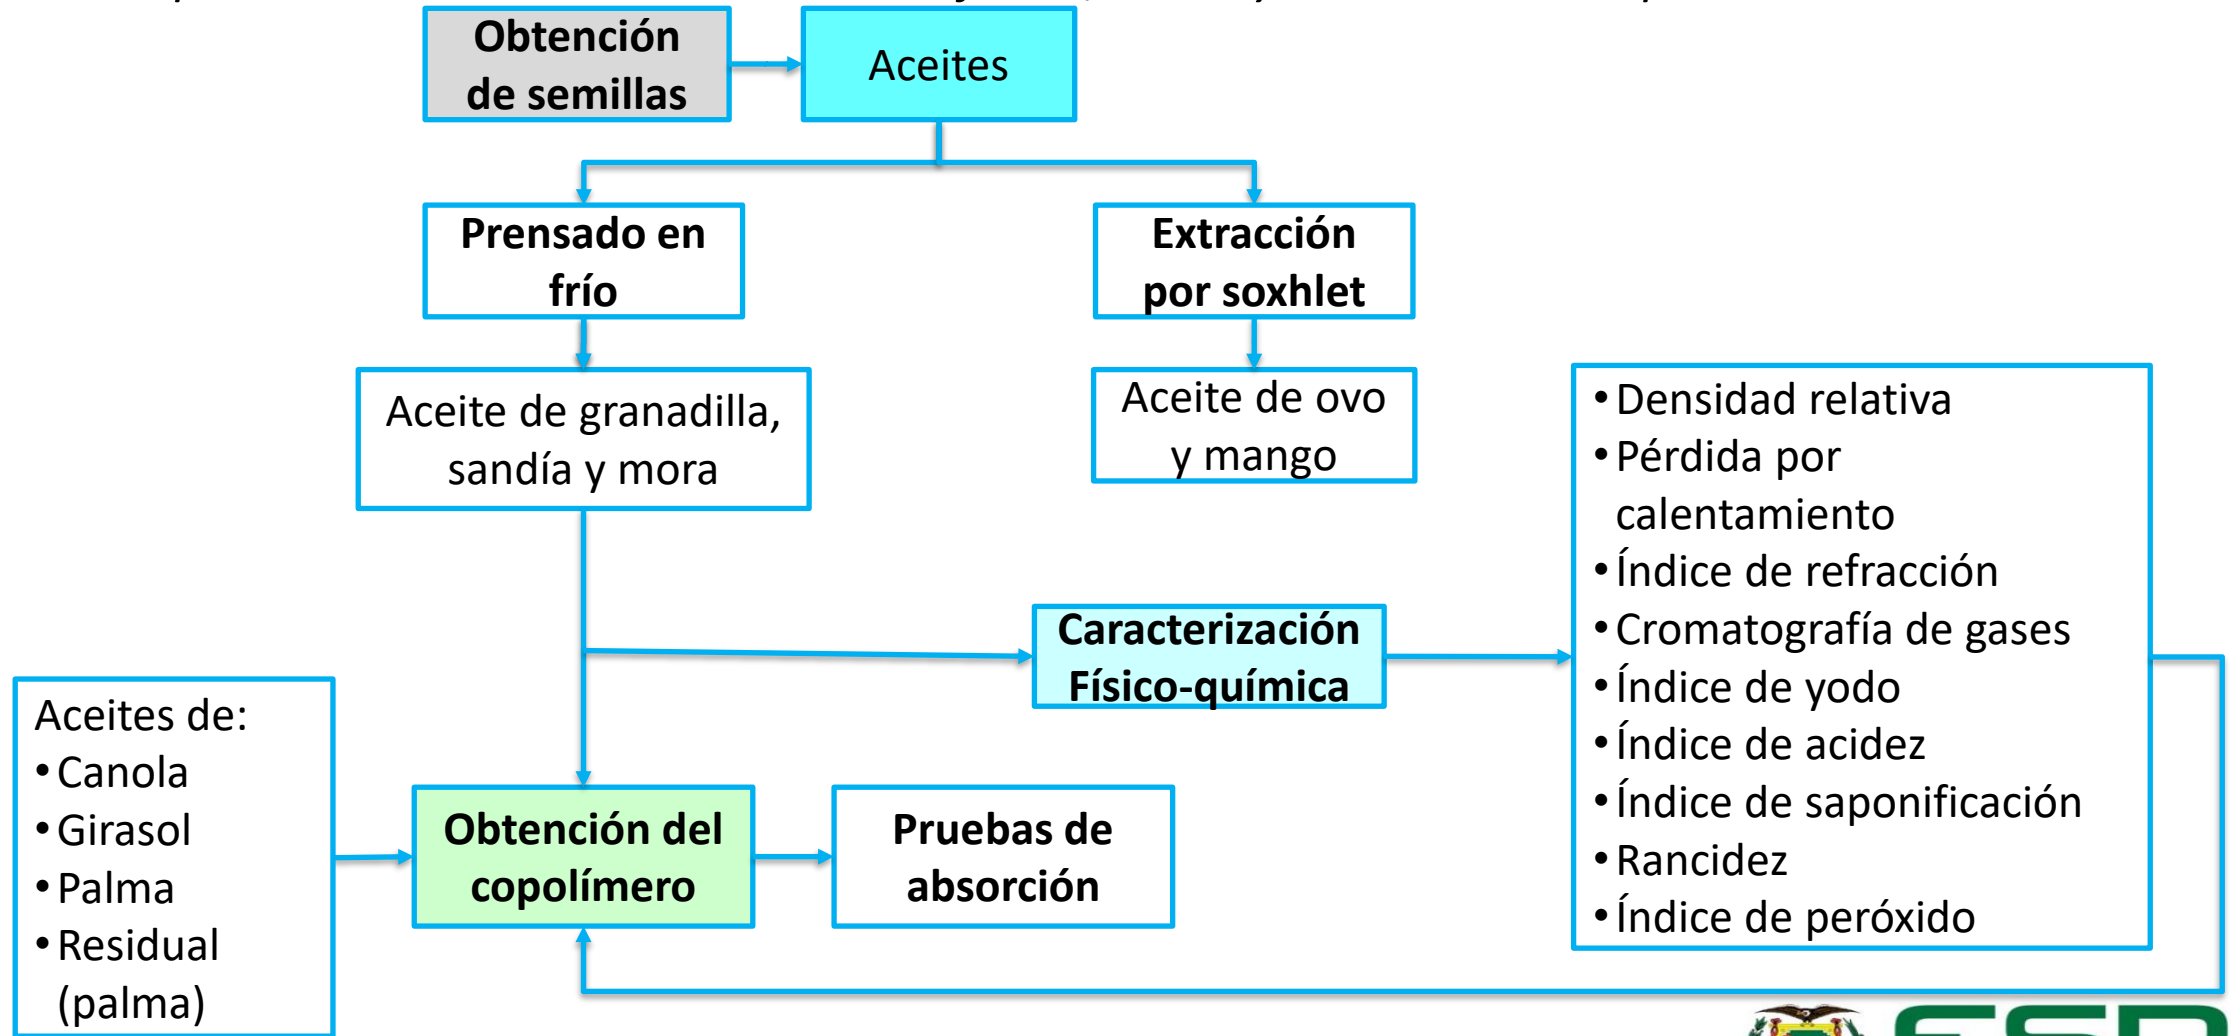 Obtención
de semillas
Aceites
Prensado en
frío
Extracción
por soxhlet
Aceite de granadilla,
sandía y mora
Aceite de ovo
y mango
• Densidad relativa
• Pérdida por
calentamiento
• Índice de refracción
• Cromatografía de gases
• Índice de yodo
• Índice de acidez
• Índice de saponificación
• Rancidez
• Índice de peróxido
Caracterización
Físico-química
Aceites de:
• Canola
• Girasol
• Palma
• Residual
(palma)
Obtención del
copolímero
Pruebas de
absorción